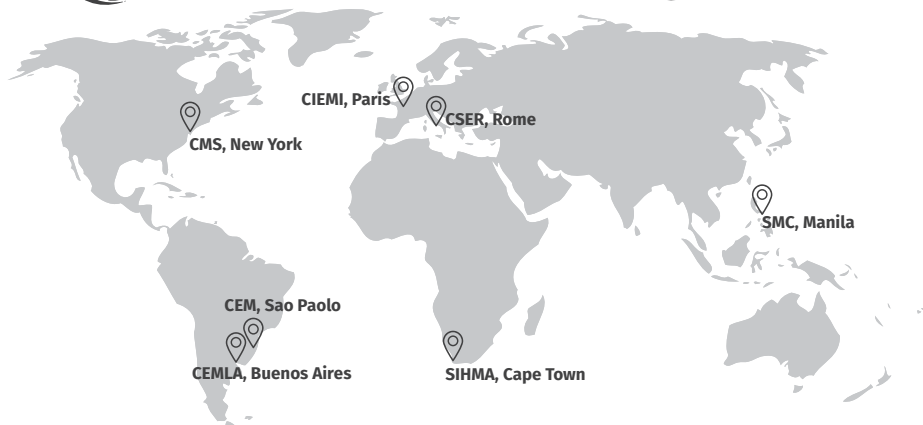 CIEMI, Paris
CSER, Rome
CMS, New York
SMC, Manila
CEM, Sao Paolo
CEMLA, Buenos Aires
SIHMA, Cape Town